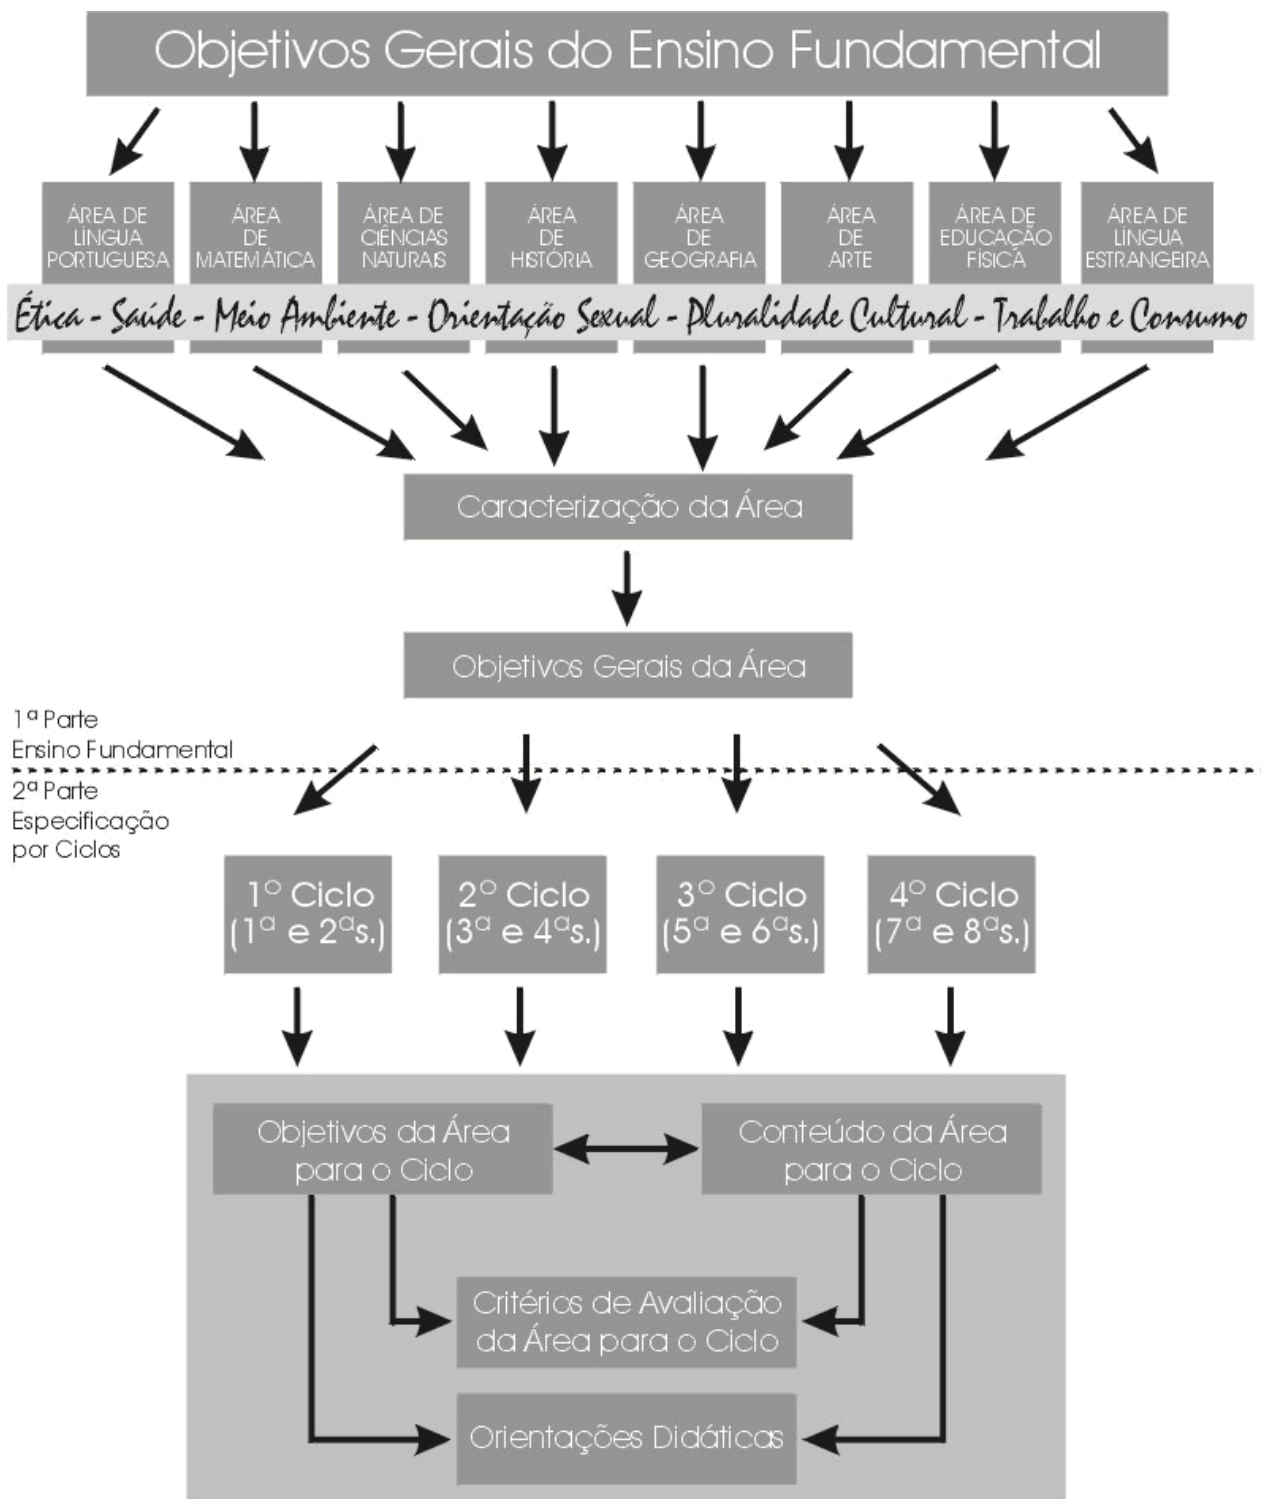 Objetivos Gerais do Ensino Fundamental
ÁREA DE
LÍNGUA
PORTUGUESA
ÁREA
DE
MATEMÁTICA
ÁREA DE
CIÊNCIAS
NATURAIS
ÁREA
DE
HISTÓRIA
ÁREA
DE
GEOGRAFIA
ÁREA
DE
ARTE
ÁREA DE
EDUCAÇÃO
FÍSICA
ÁREA DE
LÍNGUA
ESTRANGEIRA
Ética - Saúde - Meio Ambiente - Orientação Sexual - Pluralidade Cultural - Trabalho e Consumo
Caracterização da Área
Objetivos Gerais da Área
1ª Parte
Ensino Fundamental
2ª Parte
Especificação
por Ciclos
1º Ciclo
(1ª e 2ªs.)
2º Ciclo
(3ª e 4ªs.)
3º Ciclo
(5ª e 6ªs.)
4º Ciclo
(7ª e 8ªs.)
Objetivos da Área
para o Ciclo
Conteúdo da Área
para o Ciclo
Critérios de Avaliação
da Área para o Ciclo
Orientações Didáticas